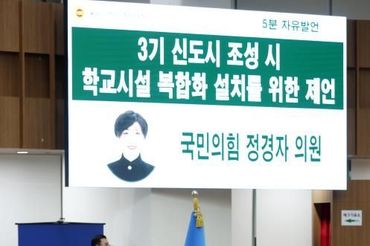 5분 자유발언
3기 신도시 조성 시
학교시설 복합화 설치를 위한 제언
국민의힘 정경자 의원